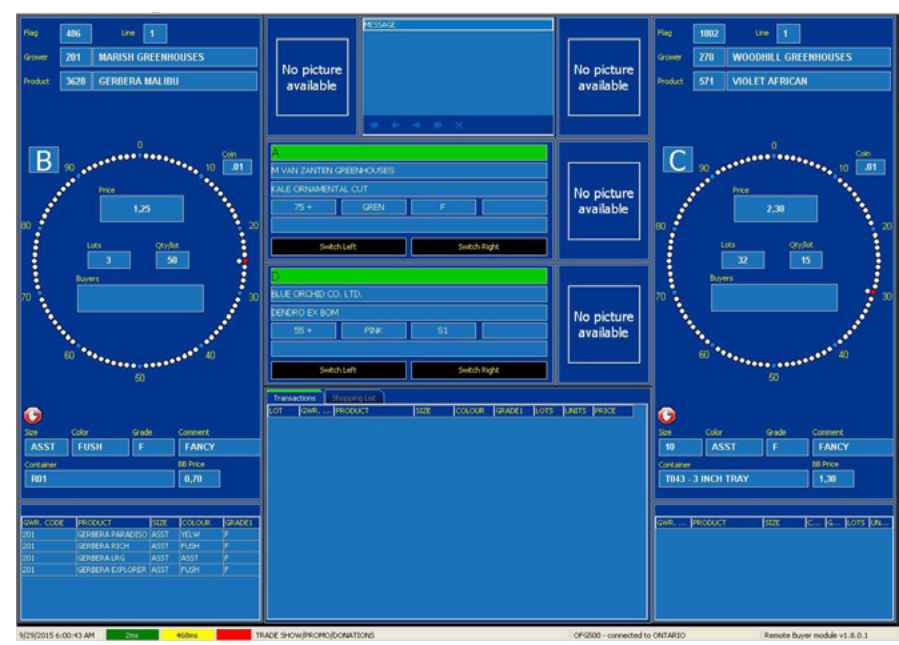 Flag 486 Line 1
Grower 201 MARISH GREENHOUSES
Product 3628 GERBERA MALIBU
B
Coin .01
0
10
20
30
40
50
60
70
80
90
Price
1,25
Lots Qty/lot
3 50
Buyers
Size Color Grade Comment
ASST FUSH F FANCY
Container BB Price
R01 0,70
GWR. CODE PRODUCT SIZE COLOUR GRADE1
201 GERBERA PARADISO ASST YELW F
201 GERBERA RICH ASST FUSH F
201 GERBERA LRG ASST ASST F
201 GERBERA EXPLORER ASST FUSH F
No picture
available
MESSAGE
No picture
available
A
M VAN ZANTEN GREENHOUSES
KALE ORNAMENTAL CUT
75 + GREN F
Switch Left Switch Right
No picture
available
D
BLUE ORCHID CO. LTD.
DENDRO EX BOM
55 + PINK S1
Switch Left Switch Right
No picture
available
Transactions Shopping List
LOT GWR. ... PRODUCT SIZE COLOUR GRADE1 LOTS UNITS PRICE
Flag 1802 Line 1
Grower 270 WOODHILL GREENHOUSES
Product 571 VIOLET AFRICAN
C
Coin .01
0
10
20
30
40
50
60
70
80
90
Price
2,30
Lots Qty/lot
32 15
Buyers
Size Color Grade Comment
10 ASST F FANCY
Container BB Price
T043 - 3 INCH TRAY 1,30
GWR. ... PRODUCT SIZE C... G... LOTS UN...
9/29/2015 6:00:43 AM 2ms 468ms TRADE SHOW/PROMO/DONATIONS OFG500 - connected to ONTARIO Remote Buyer module v1.8.0.1